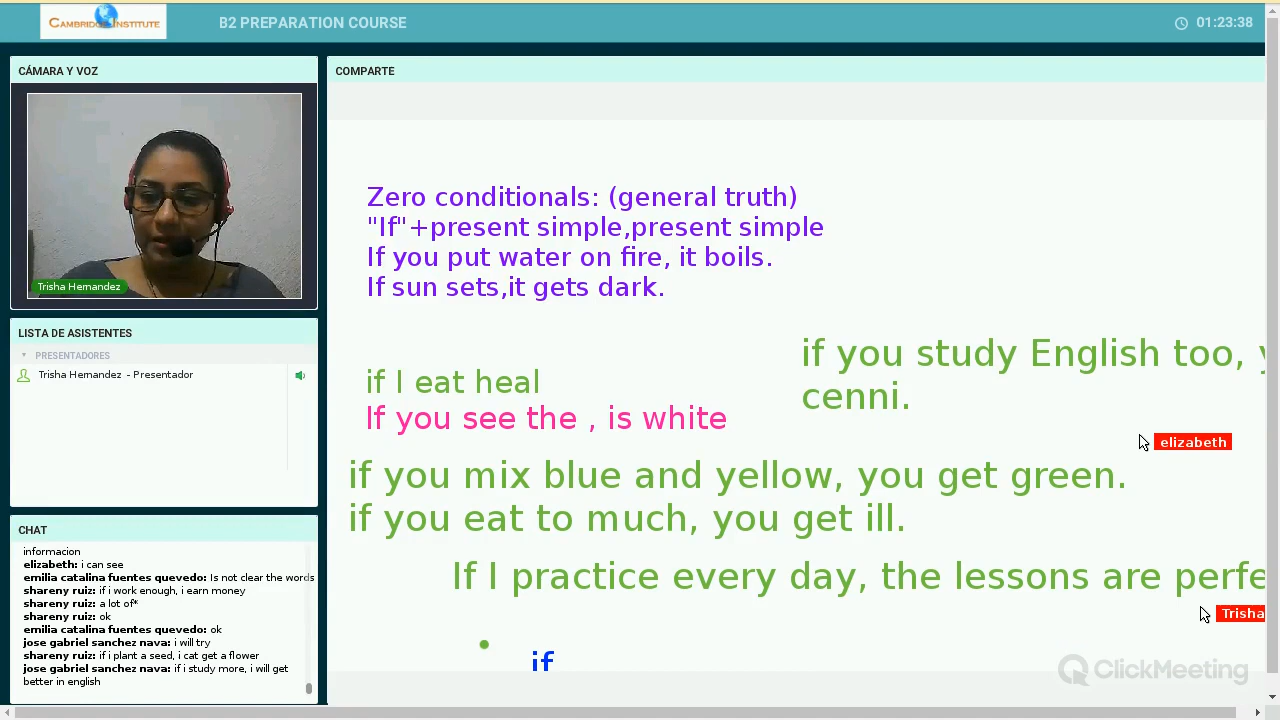 CAMBRIDGE INSTITUTE
B2 PREPARATION COURSE
01:23:38
CÁMARA Y VOZ
Trisha Hernandez
LISTA DE ASISTENTES
PRESENTADORES
Trisha Hernandez - Presentador
CHAT
informacion
elizabeth: i can see
emilia catalina fuentes quevedo: Is not clear the words
shareny ruiz: if i work enough, i earn money
shareny ruiz: a lot of*
shareny ruiz: ok
emilia catalina fuentes quevedo: ok
jose gabriel sanchez nava: i will try
shareny ruiz: if i plant a seed, i cat get a flower
jose gabriel sanchez nava: if i study more, i will get
better in english
COMPARTE
Zero conditionals: (general truth)
"If"+present simple,present simple
If you put water on fire, it boils.
If sun sets,it gets dark.
if you study English too,
cenni.
if I eat heal
If you see the , is white
elizabeth
if you mix blue and yellow, you get green.
if you eat to much, you get ill.
If I practice every day, the lessons are perfe
Trisha
if
ClickMeeting